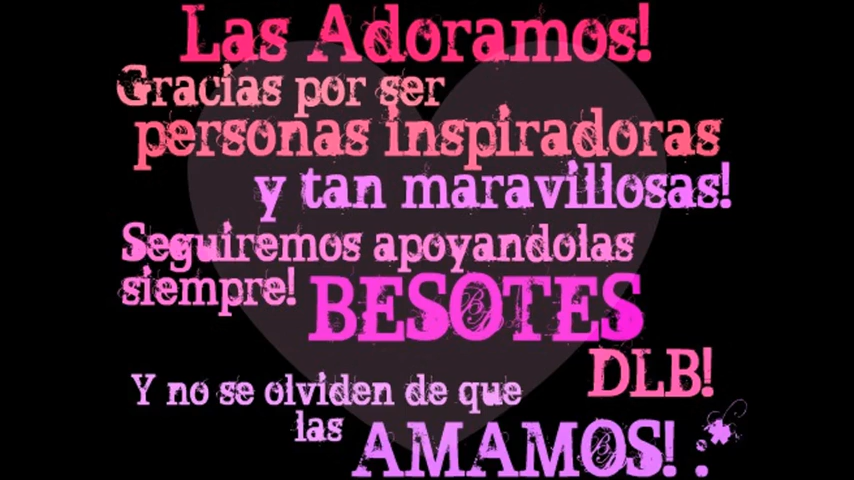 Las Adoramos!
Gracias por ser
personas inspiradoras
y tan maravillosas!
Seguiremos apoyandolas
siempre! BESOTES
DLB!
Y no se olviden de que
las AMAMOS! :*